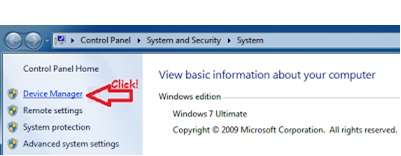 Control Panel ▸ System and Security ▸ System
Control Panel Home
Device Manager
Click!
Remote settings
System protection
Advanced system settings
View basic information about your computer
Windows edition
Windows 7 Ultimate
Copyright © 2009 Microsoft Corporation. All rights reserved.